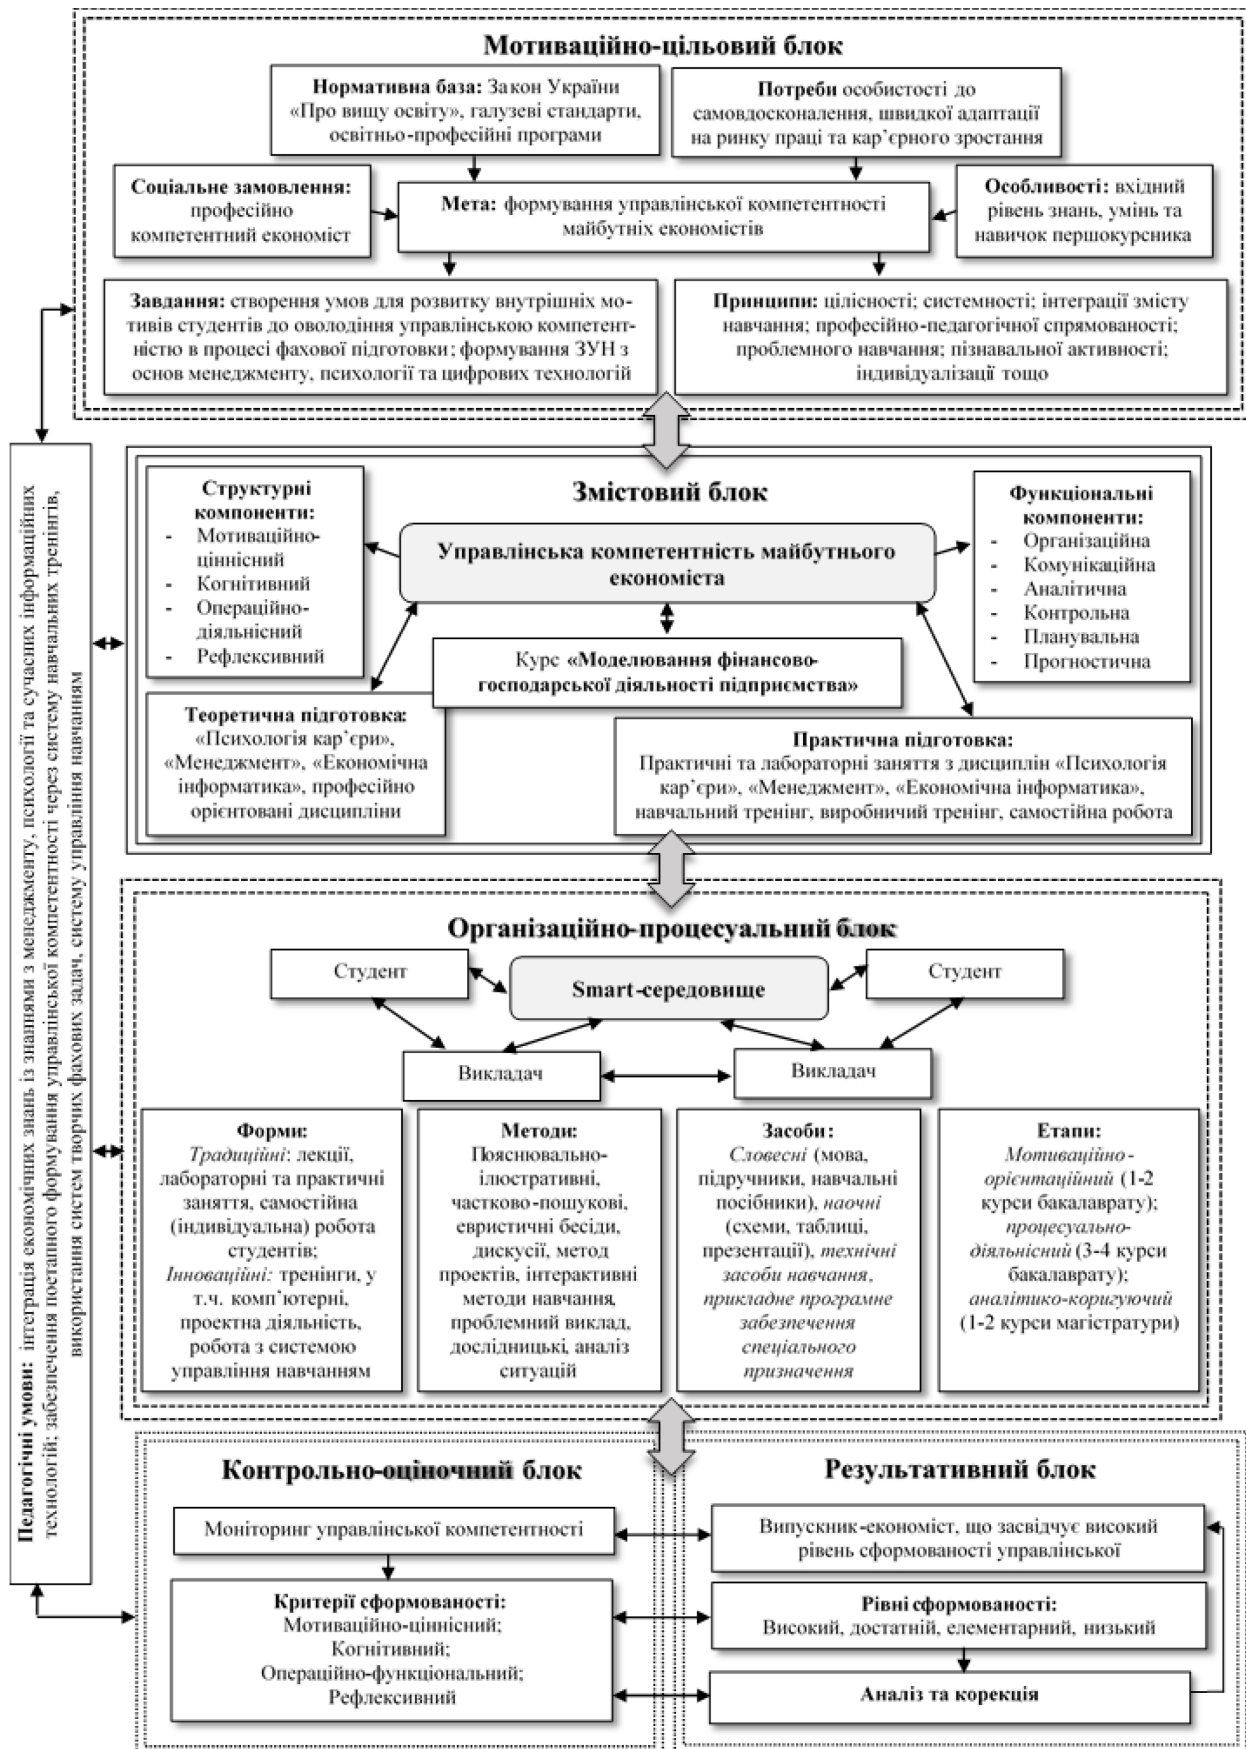 Мотиваційно-цільовий блок
Нормативна база: Закон України
«Про вищу освіту», галузеві стандарти,
освітньо-професійні програми
Потреби особистості до
самовдосконалення, швидкої адаптації
на ринку праці та кар’єрного зростання
Соціальне замовлення:
професійно
компетентний економіст
Мета: формування управлінської компетентності
майбутніх економістів
Особливості: вхідний
рівень знань, умінь та
навичок першокурсника
Завдання: створення умов для розвитку внутрішніх мо-
тивів студентів до оволодіння управлінською компетент-
ністю в процесі фахової підготовки; формування ЗУН з
основ менеджменту, психології та цифрових технологій
Принципи: цілісності; системності; інтеграції змісту
навчання; професійно-педагогічної спрямованості;
проблемного навчання; пізнавальної активності;
індивідуалізації тощо
Педагогічні умови: інтеграція економічних знань із знаннями з менеджменту, психології та сучасних інформаційних
технологій; забезпечення поетапного формування управлінської компетентності через систему навчальних тренінгів,
використання систем творчих фахових задач, систему управління навчанням
Змістовий блок
Структурні
компоненти:
- Мотиваційно-
ціннісний
- Когнітивний
- Операційно-
діяльнісний
- Рефлексивний
Управлінська компетентність майбутнього
економіста
Функціональні
компоненти:
- Організаційна
- Комунікаційна
- Аналітична
- Контрольна
- Планувальна
- Прогностична
Курс «Моделювання фінансово-
господарської діяльності підприємства»
Теоретична підготовка:
«Психологія кар’єри»,
«Менеджмент», «Економічна
інформатика», професійно
орієнтовані дисципліни
Практична підготовка:
Практичні та лабораторні заняття з дисциплін «Психологія
кар’єри», «Менеджмент», «Економічна інформатика»,
навчальний тренінг, виробничий тренінг, самостійна робота
Організаційно-процесуальний блок
Студент
Smart-середовище
Студент
Викладач
Викладач
Форми:
Традиційні: лекції,
лабораторні та практичні
заняття, самостійна
(індивідуальна) робота
студентів;
Інноваційні: тренінги, у
т.ч. комп’ютерні,
проектна діяльність,
робота з системою
управління навчанням
Методи:
Пояснювально-
ілюстративні,
частково-пошукові,
евристичні бесіди,
дискусії, метод
проектів, інтерактивні
методи навчання,
проблемний виклад,
дослідницькі, аналіз
ситуацій
Засоби:
Словесні (мова,
підручники, навчальні
посібники), наочні
(схеми, таблиці,
презентації), технічні
засоби навчання,
прикладне програмне
забезпечення
спеціального
призначення
Етапи:
Мотиваційно-
орієнтаційний (1-2
курси бакалаврату);
процесуально-
діяльнісний (3-4 курси
бакалаврату);
аналітико-коригуючий
(1-2 курси магістратури)
Контрольно-оціночний блок
Моніторинг управлінської компетентності
Критерії сформованості:
Мотиваційно-ціннісний;
Когнітивний;
Операційно-функціональний;
Рефлексивний
Результативний блок
Випускник-економіст, що засвідчує високий
рівень сформованості управлінської
Рівні сформованості:
Високий, достатній, елементарний, низький
Аналіз та корекція